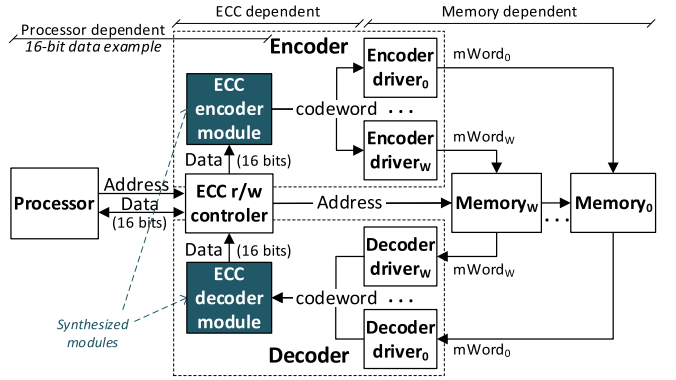 ECC dependent
Memory dependent
Processor dependent
16-bit data example
Encoder
ECC
encoder
module
codeword ...
Encoder
driver0
mWord0
Encoder
driverW
mWordW
Data (16 bits)
Processor
Address
Data
(16 bits)
ECC r/w
controler
Address
MemoryW
...
Memory0
Data (16 bits)
ECC
decoder
module
codeword ...
Decoder
driverW
mWordW
Decoder
driver0
mWord0
Synthesized
modules
Decoder